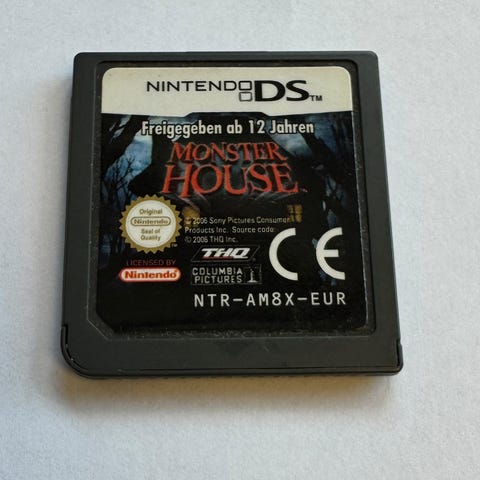 NINTENDO DS™
Freigegeben ab 12 Jahren
MONSTER
HOUSE
Original
Nintendo
Seal of
Quality
© 2006 Sony Pictures Consumer
Products Inc. Source code:
© 2006 THQ Inc.
LICENSED BY
Nintendo
THQ
COLUMBIA
PICTURES
CE
NTR-AM8X-EUR